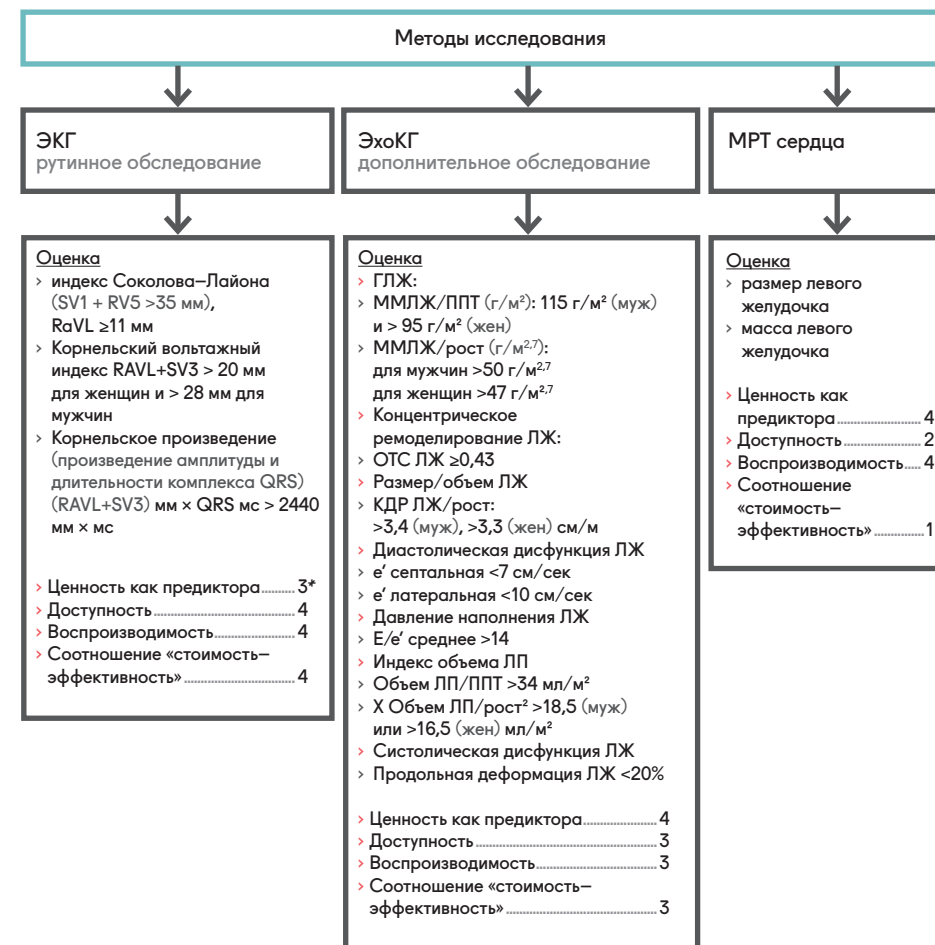 Методы исследования
ЭКГ
рутинное обследование
Оценка
› индекс Соколова–Лайона
(SV1 + RV5 >35 мм),
RaVL ≥11 мм
› Корнельский вольтажный
индекс RAVL+SV3 > 20 мм
для женщин и > 28 мм для
мужчин
› Корнельское произведение
(произведение амплитуды и
длительности комплекса QRS)
(RAVL+SV3) мм × QRS мс > 2440
мм × мс
› Ценность как предиктора.......... 3*
› Доступность.......... 4
› Воспроизводимость.......... 4
› Соотношение «стоимость–
эффективность».......... 4
ЭхоКГ
дополнительное обследование
Оценка
› ГЛЖ:
› ММЛЖ/ППТ (г/м²): 115 г/м² (муж)
и > 95 г/м² (жен)
› ММЛЖ/рост (г/м²,⁷):
для мужчин >50 г/м²,⁷
для женщин >47 г/м²,⁷
› Концентрическое
ремоделирование ЛЖ:
› ОТС ЛЖ ≥0,43
› Размер/объем ЛЖ
› КДР ЛЖ/рост:
>3,4 (муж), >3,3 (жен) см/м
› Диастолическая дисфункция ЛЖ
› e’ септальная <7 см/сек
› e’ латеральная <10 см/сек
› Давление наполнения ЛЖ
› E/e’ среднее >14
› Индекс объема ЛП
› Объем ЛП/ППТ >34 мл/м²
› Х Объем ЛП/рост² >18,5 (муж)
или >16,5 (жен) мл/м²
› Систолическая дисфункция ЛЖ
› Продольная деформация ЛЖ <20%
› Ценность как предиктора.......... 4
› Доступность.......... 3
› Воспроизводимость.......... 3
› Соотношение «стоимость–
эффективность».......... 3
МРТ сердца
Оценка
› размер левого
желудочка
› масса левого
желудочка
› Ценность как
предиктора.......... 4
› Доступность.......... 2
› Воспроизводимость..... 4
› Соотношение
«стоимость–
эффективность».......... 1